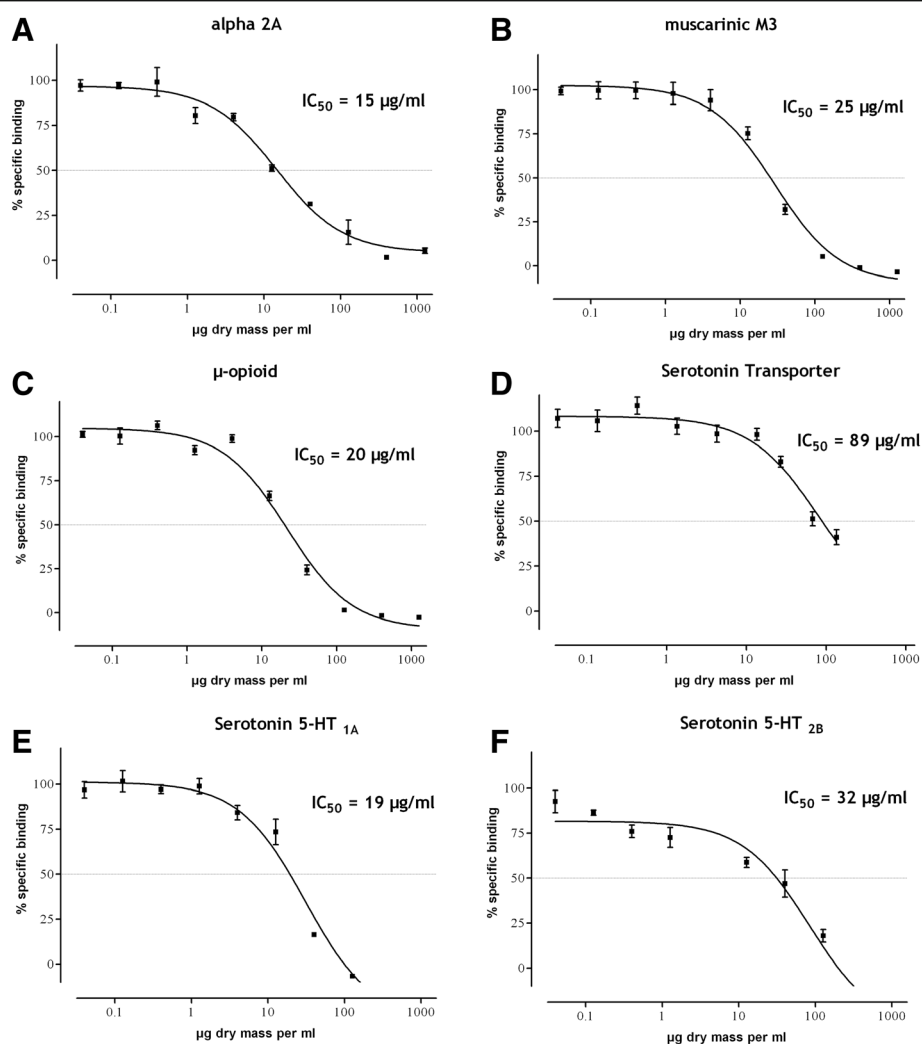 A
alpha 2A
100
75
50
25
0
% specific binding
IC50 = 15 µg/ml
0.1 1 10 100 1000
µg dry mass per ml
B
muscarinic M3
100
75
50
25
0
% specific binding
IC50 = 25 µg/ml
0.1 1 10 100 1000
µg dry mass per ml
C
µ-opioid
100
75
50
25
0
% specific binding
IC50 = 20 µg/ml
0.1 1 10 100 1000
µg dry mass per ml
D
Serotonin Transporter
100
75
50
25
0
% specific binding
IC50 = 89 µg/ml
0.1 1 10 100 1000
µg dry mass per ml
E
Serotonin 5-HT 1A
100
75
50
25
0
% specific binding
IC50 = 19 µg/ml
0.1 1 10 100 1000
µg dry mass per ml
F
Serotonin 5-HT 2B
100
75
50
25
0
% specific binding
IC50 = 32 µg/ml
0.1 1 10 100 1000
µg dry mass per ml